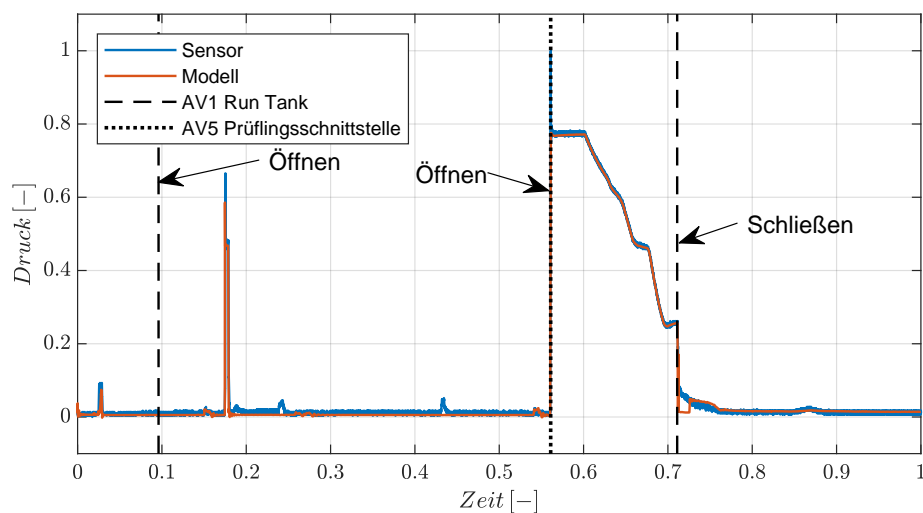 Sensor
Modell
AV1 Run Tank
AV5 Prüflingsschnittstelle
Öffnen
Öffnen
Schließen
Druck [−]
1
0.8
0.6
0.4
0.2
0
0 0.1 0.2 0.3 0.4 0.5 0.6 0.7 0.8 0.9 1
Zeit [−]